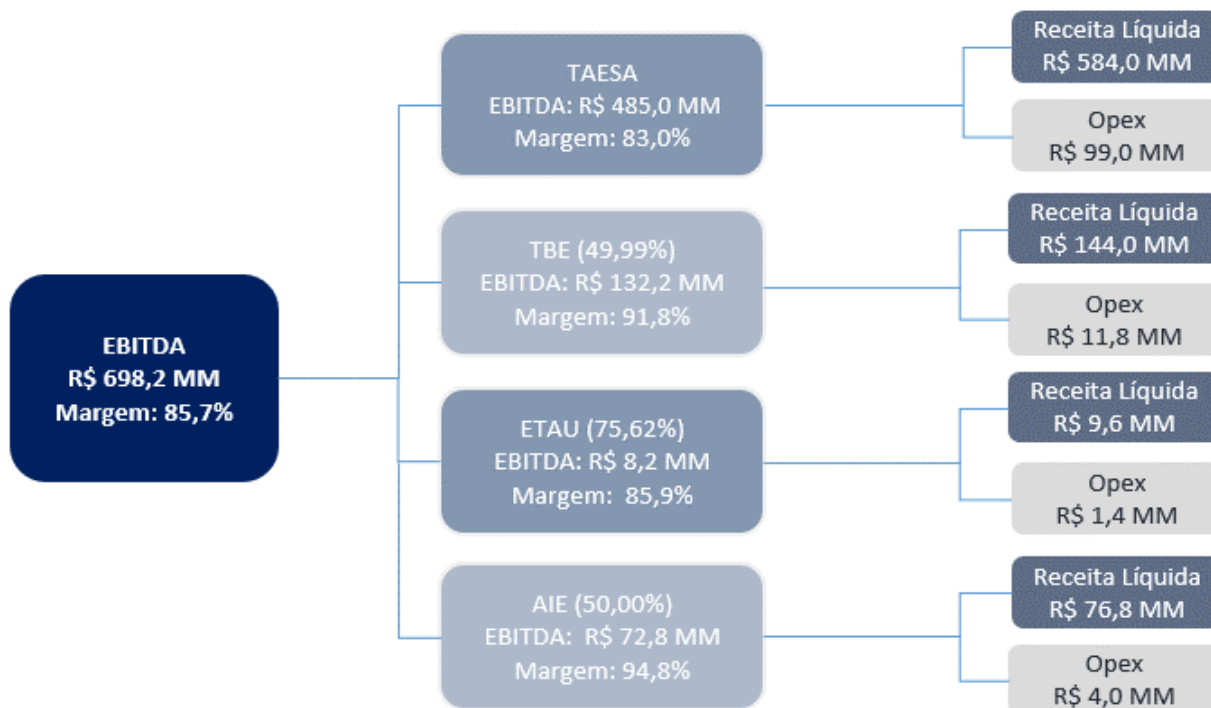 EBITDA
R$ 698,2 MM
Margem: 85,7%
TAESA
EBITDA: R$ 485,0 MM
Margem: 83,0%
Receita Líquida
R$ 584,0 MM
Opex
R$ 99,0 MM
TBE (49,99%)
EBITDA: R$ 132,2 MM
Margem: 91,8%
Receita Líquida
R$ 144,0 MM
Opex
R$ 11,8 MM
ETAU (75,62%)
EBITDA: R$ 8,2 MM
Margem: 85,9%
Receita Líquida
R$ 9,6 MM
Opex
R$ 1,4 MM
AIE (50,00%)
EBITDA: R$ 72,8 MM
Margem: 94,8%
Receita Líquida
R$ 76,8 MM
Opex
R$ 4,0 MM